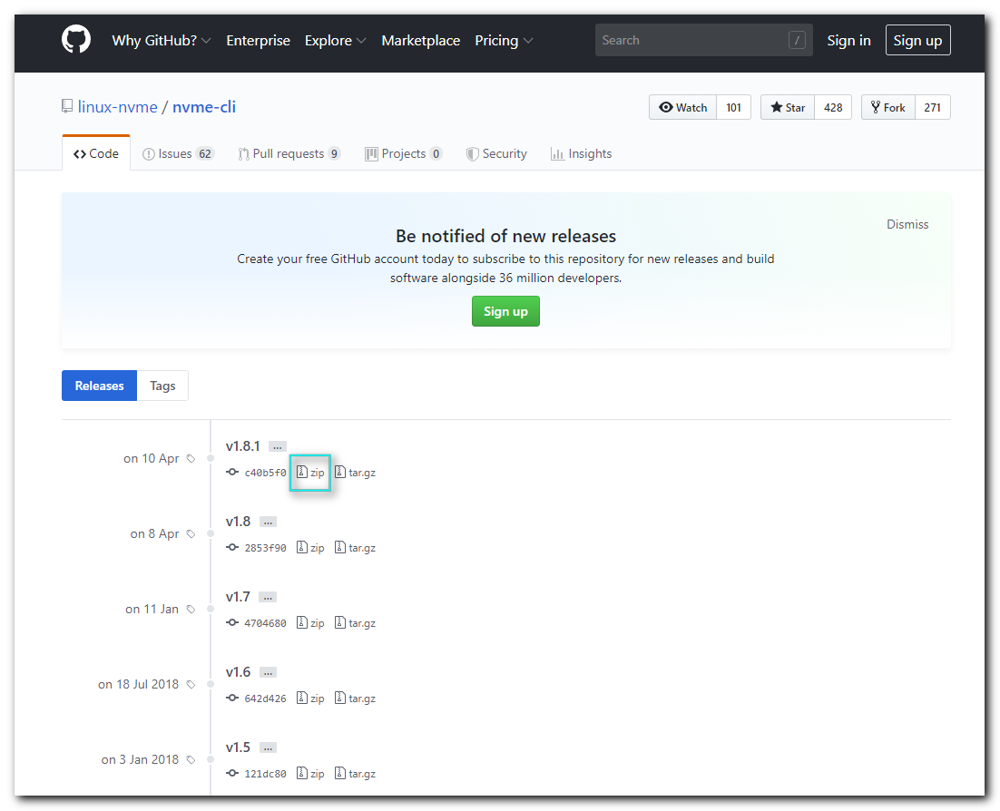 Why GitHub? Enterprise Explore Marketplace Pricing Search / Sign in Sign up
linux-nvme / nvme-cli Watch 101 Star 428 Fork 271
Code Issues 62 Pull requests 9 Projects 0 Security Insights
Dismiss
Be notified of new releases
Create your free GitHub account today to subscribe to this repository for new releases and build
software alongside 36 million developers.
Sign up
Releases Tags
v1.8.1 ...
on 10 Apr
c40b5f0 zip tar.gz
v1.8 ...
on 8 Apr
2853f90 zip tar.gz
v1.7 ...
on 11 Jan
4704680 zip tar.gz
v1.6 ...
on 18 Jul 2018
642d426 zip tar.gz
v1.5 ...
on 3 Jan 2018
121dc80 zip tar.gz